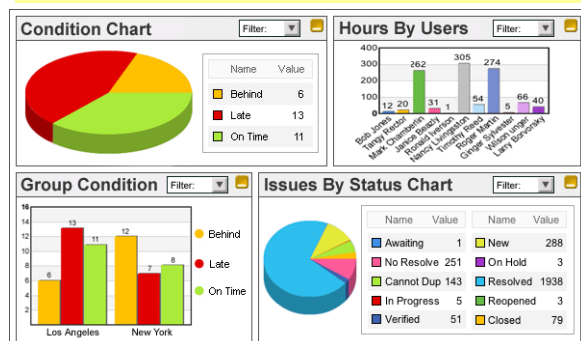 Condition Chart
Filter:
Name Value
Behind 6
Late 13
On Time 11
Hours By Users
Filter:
400
300
200
100
0
12 20 262 31 1 305 54 274 5 66 40
Bob Jones
Tangy Rector
Mark Chamberlin
Janice Beazly
Ronald Iverson
Nancy Livingston
Timothy Reed
Roger Martin
Ginger Sylvester
Wilson unger
Larry Borvorsky
Group Condition
Filter:
16
14
12
10
8
6
4
2
6 13 11 12 7 8
Los Angeles New York
Behind
Late
On Time
Issues By Status Chart
Filter:
Name Value Name Value
Awaiting 1 New 288
No Resolve 251 On Hold 3
Cannot Dup 143 Resolved 1938
In Progress 5 Reopened 3
Verified 51 Closed 79